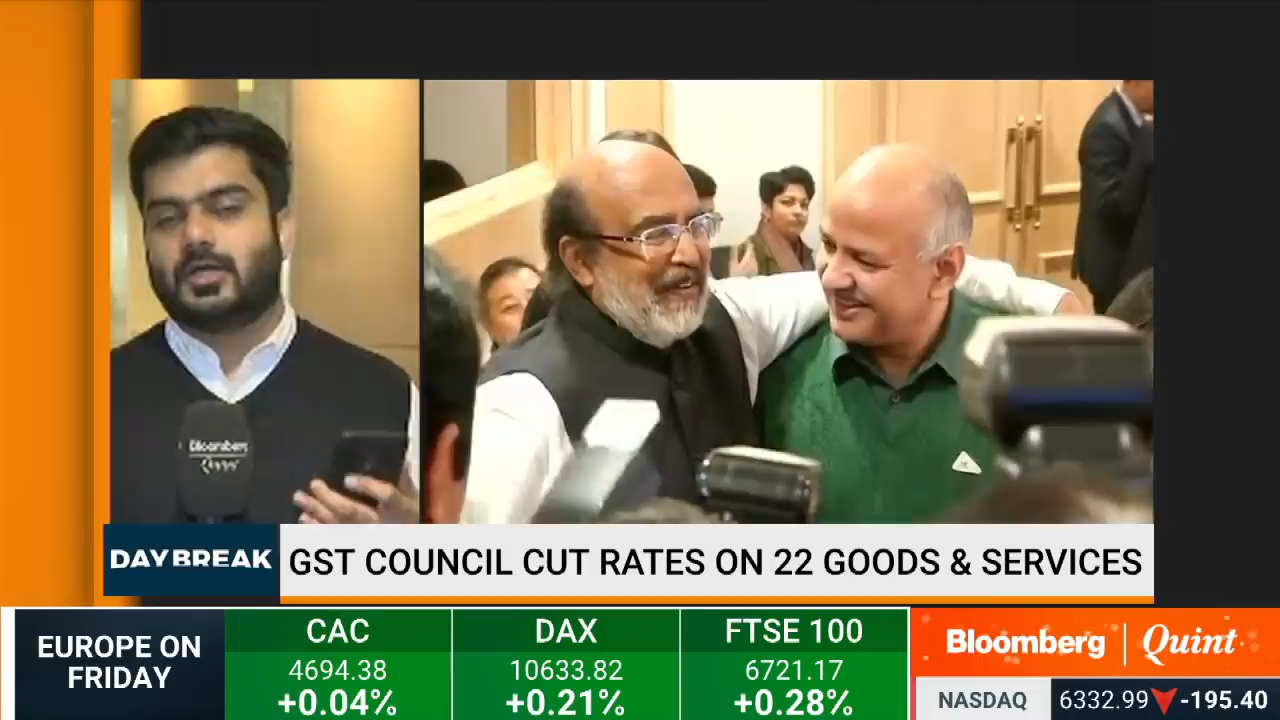 Bloomberg
DAYBREAK
GST COUNCIL CUT RATES ON 22 GOODS & SERVICES
EUROPE ON
FRIDAY
CAC
4694.38
+0.04%
DAX
10633.82
+0.21%
FTSE 100
6721.17
+0.28%
Bloomberg | Quint
NASDAQ 6332.99 -195.40